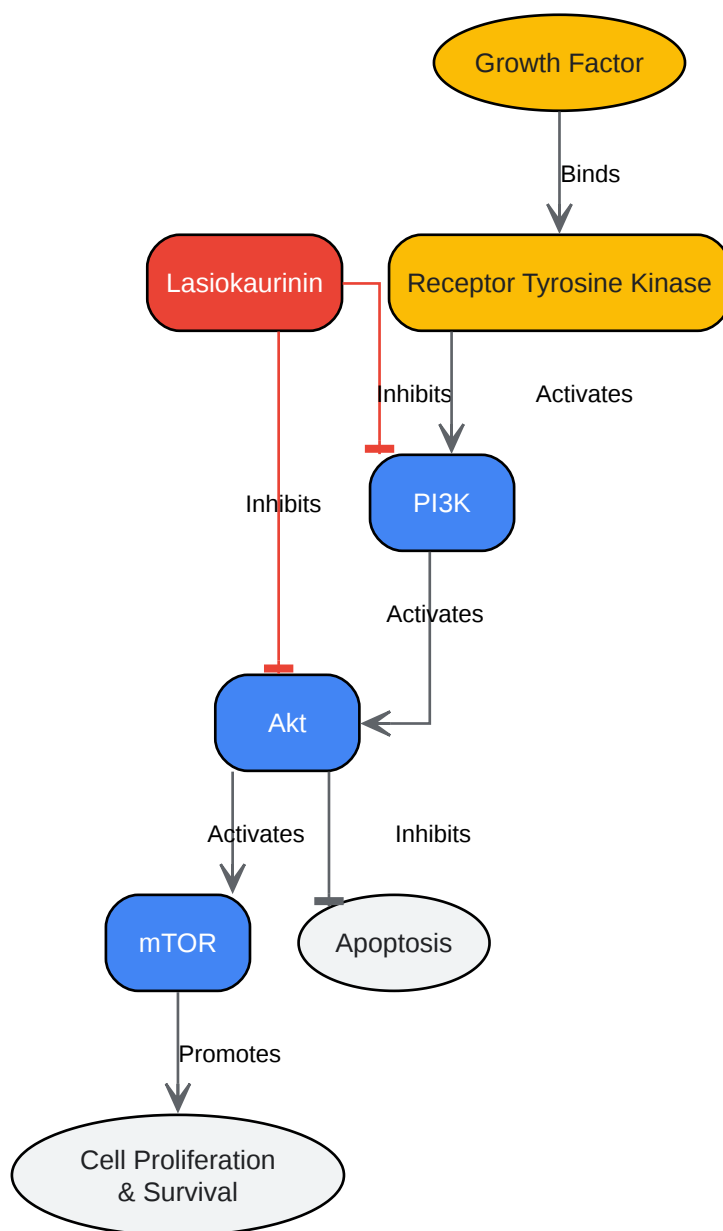 Growth Factor
Binds
Lasiokaurinin
Receptor Tyrosine Kinase
Inhibits
Activates
Inhibits
PI3K
Activates
Akt
Activates
Inhibits
mTOR
Apoptosis
Promotes
Cell Proliferation
& Survival